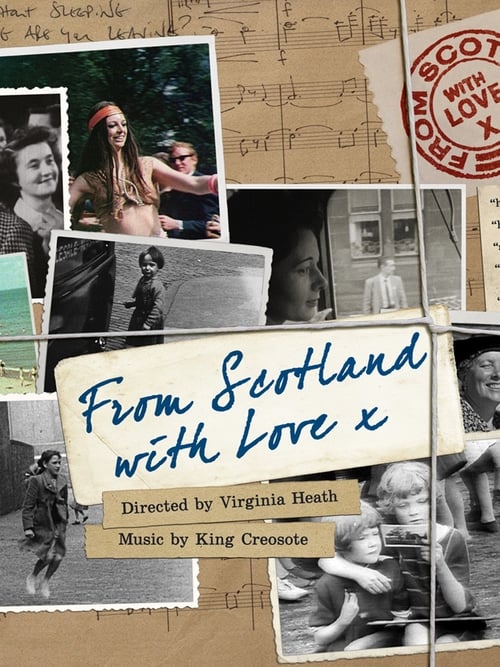 SLEEPING
ARE You LEAVING?
FROM SCOT
WITH
LOVE
X
From Scotland
with Love x
Directed by Virginia Heath
Music by King Creosote